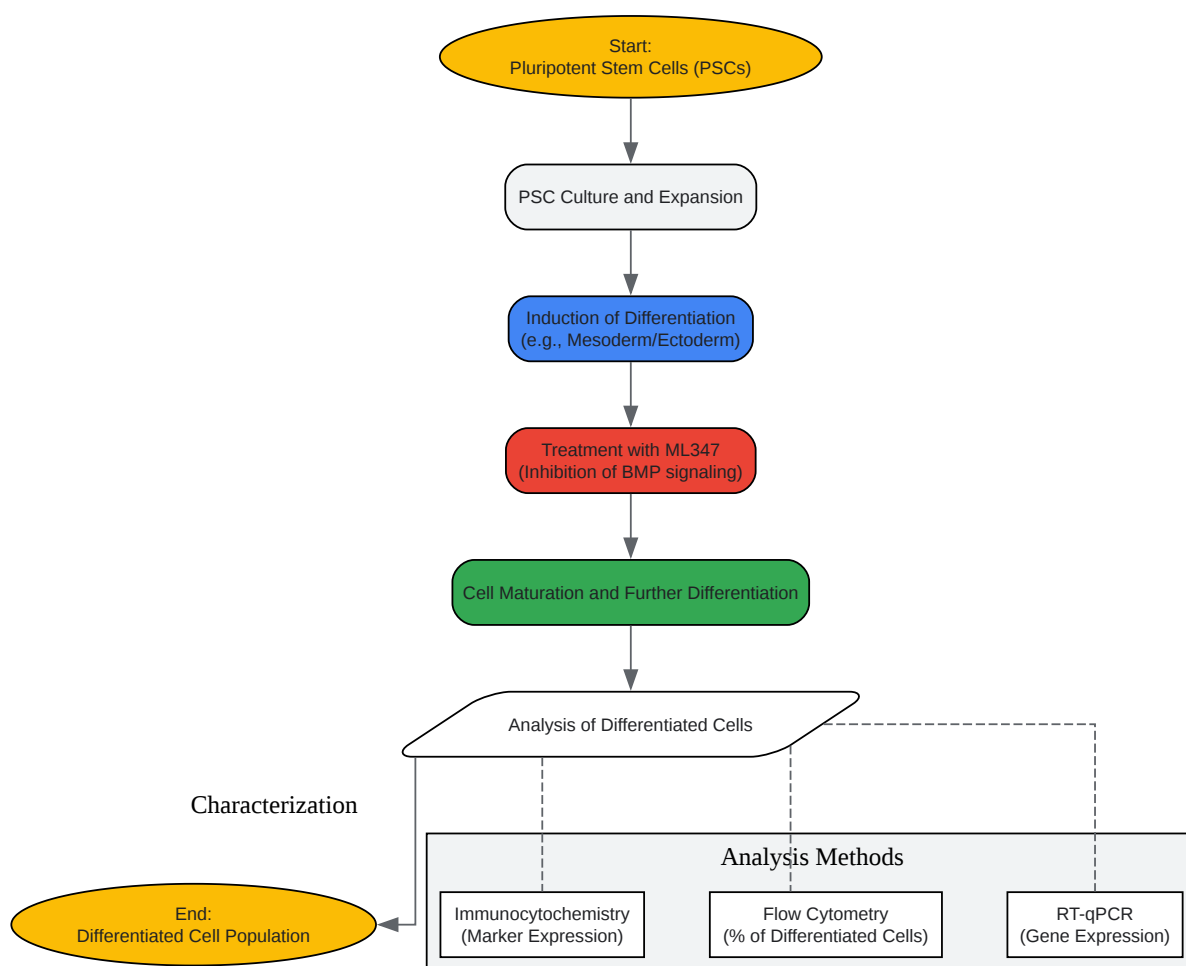 Start:
Pluripotent Stem Cells (PSCs)
PSC Culture and Expansion
Induction of Differentiation
(e.g., Mesoderm/Ectoderm)
Treatment with ML347
(Inhibition of BMP signaling)
Cell Maturation and Further Differentiation
Analysis of Differentiated Cells
Characterization
Analysis Methods
End:
Differentiated Cell Population
Immunocytochemistry
(Marker Expression)
Flow Cytometry
(% of Differentiated Cells)
RT-qPCR
(Gene Expression)